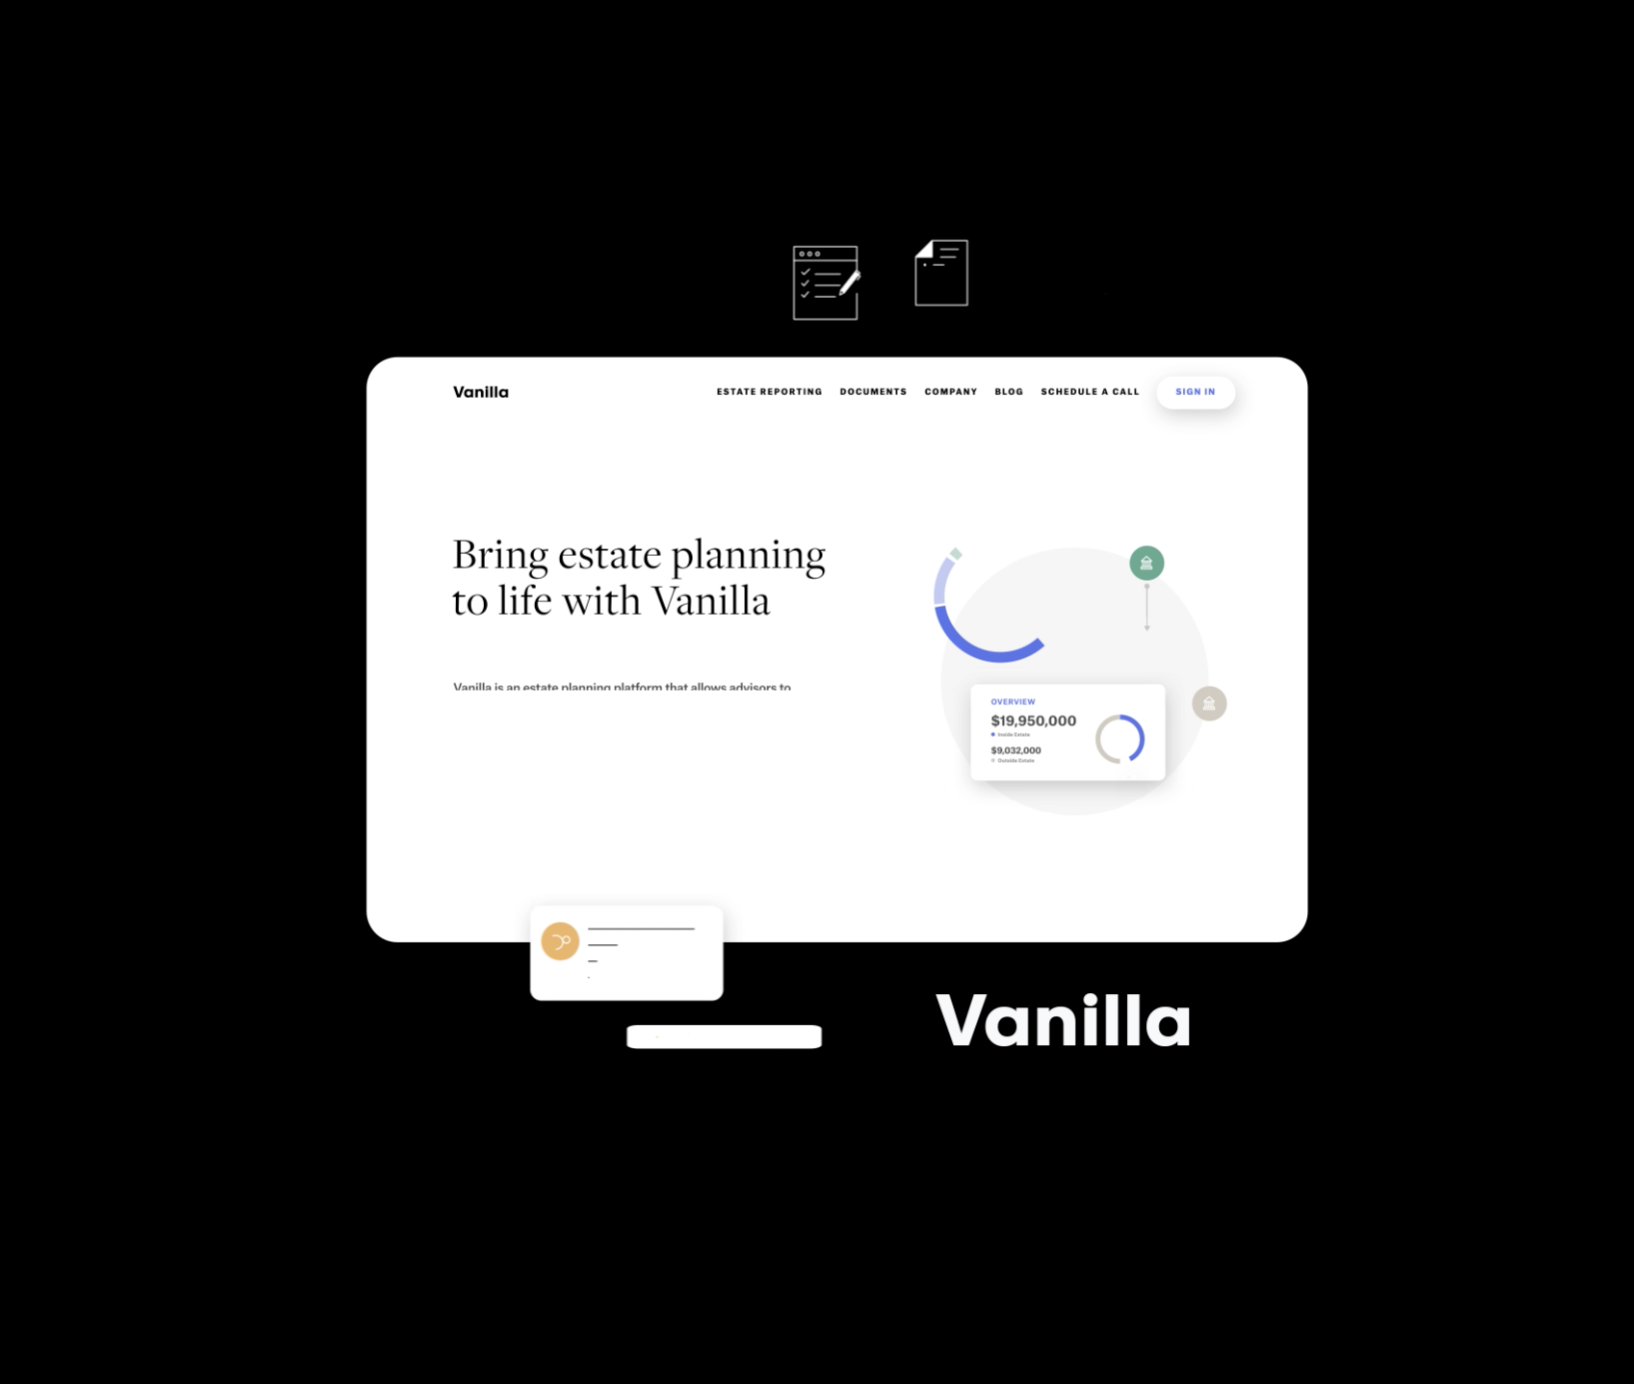 Vanilla
ESTATE REPORTING DOCUMENTS COMPANY BLOG SCHEDULE A CALL SIGN IN
Bring estate planning
to life with Vanilla
Vanilla is an estate planning platform that allows advisors to
OVERVIEW
$19,950,000
Inside Estate
$9,032,000
Outside Estate
Vanilla